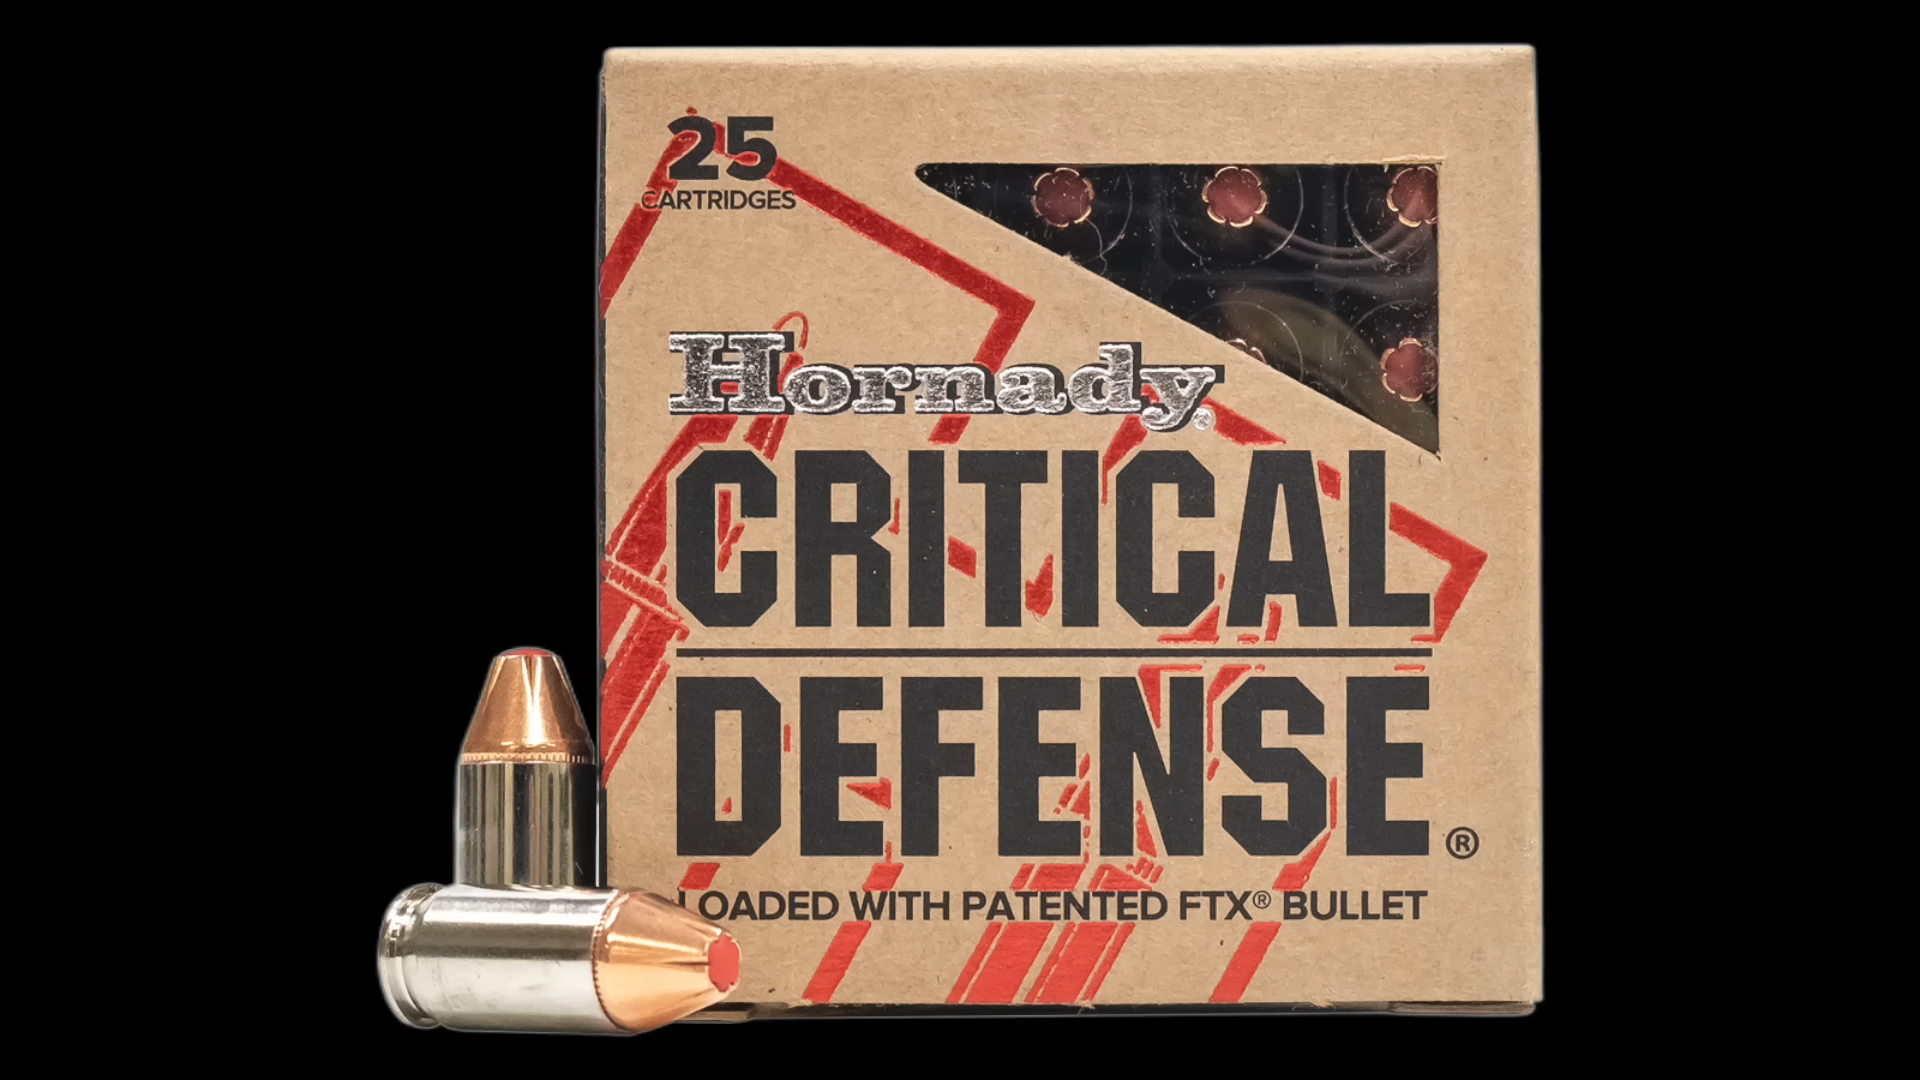 25
CARTRIDGES
Hornady®
CRITICAL
DEFENSE®
LOADED WITH PATENTED FTX® BULLET